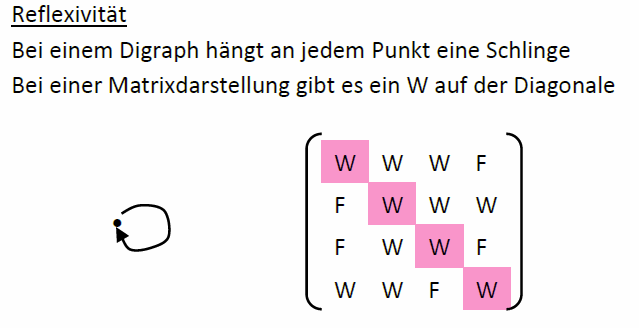 Reflexivität
Bei einem Digraph hängt an jedem Punkt eine Schlinge
Bei einer Matrixdarstellung gibt es ein W auf der Diagonale
W W W F
F W W W
F W W F
W W F W